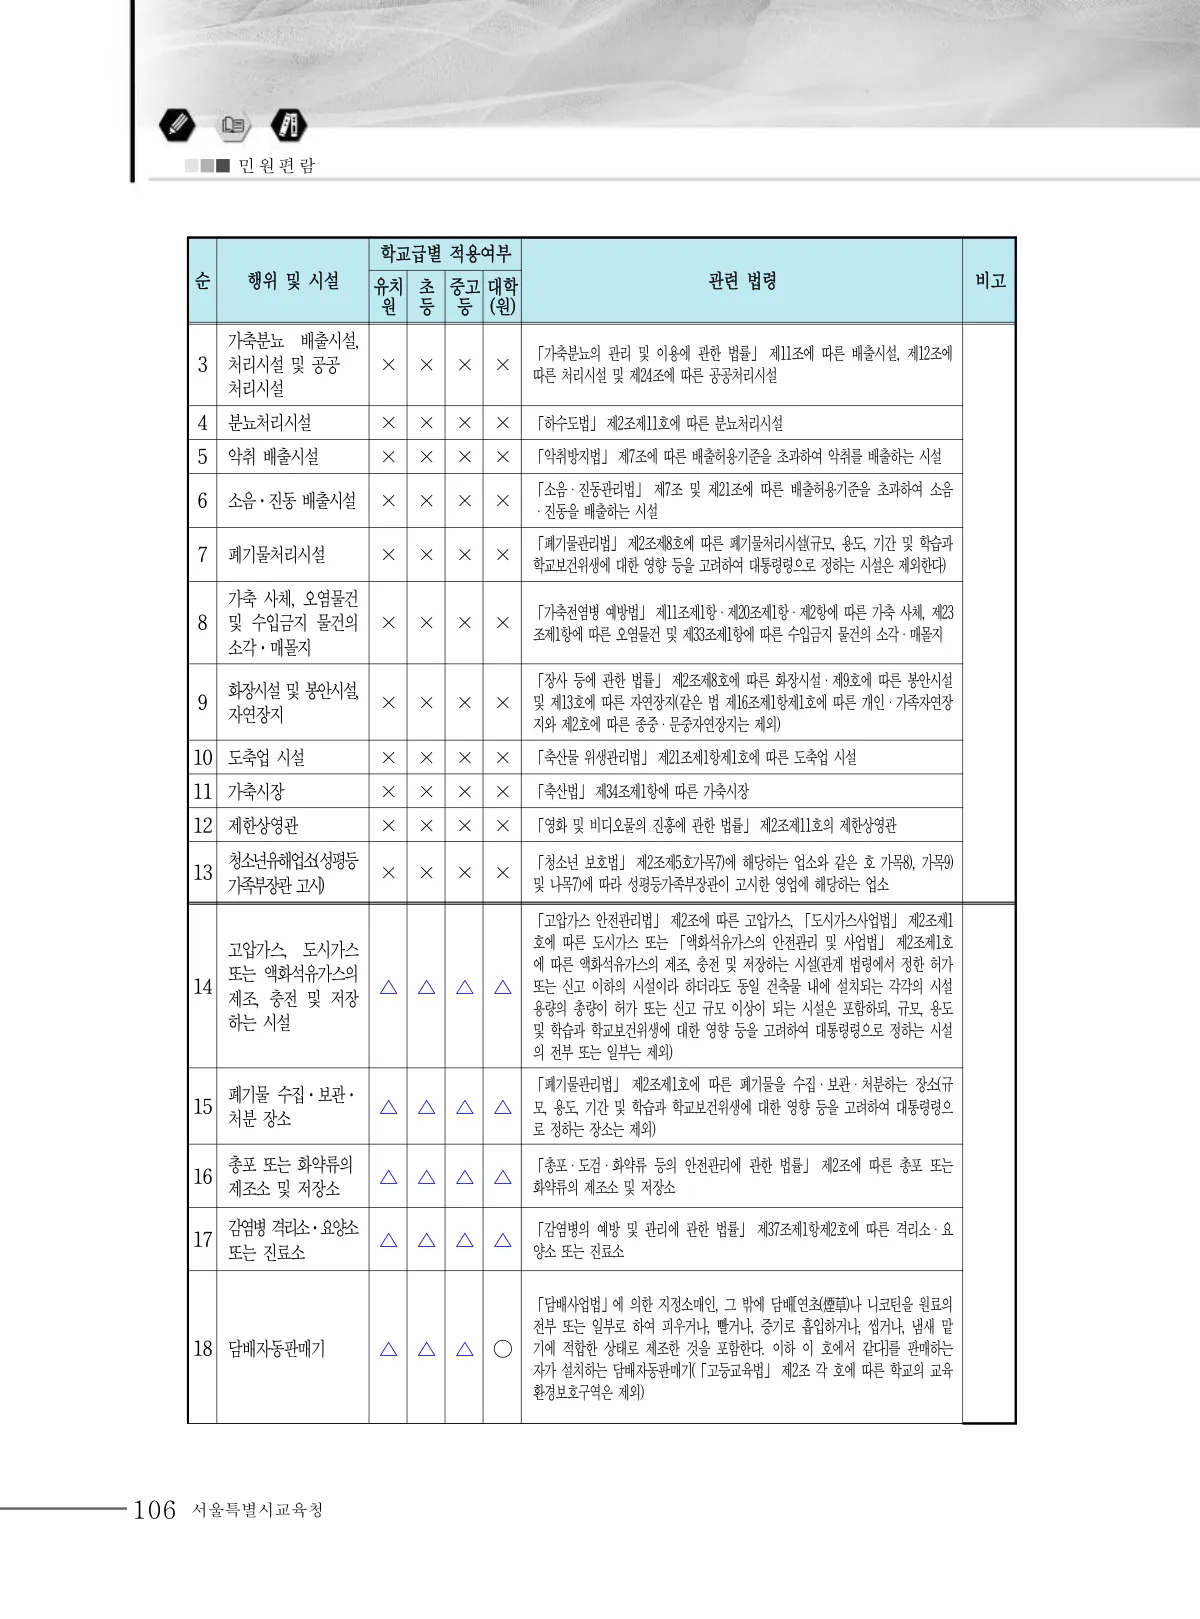 민원편람
학교급별 적용여부
순 행위 및 시설 관련 법령 비고
유치 초 중고 대학
원 등 등 (원)
가축분뇨 배출시설,
3 처리시설 및 공공 × × × ×
처리시설
「가축분뇨의 관리 및 이용에 관한 법률」 제11조에 따른 배출시설, 제12조에
따른 처리시설 및 제24조에 따른 공공처리시설
4 분뇨처리시설 × × × × 「하수도법」 제2조제11호에 따른 분뇨처리시설
5 악취 배출시설 × × × × 「악취방지법」 제7조에 따른 배출허용기준을 초과하여 악취를 배출하는 시설
6 소음·진동 배출시설 × × × ×
「소음·진동관리법」 제7조 및 제21조에 따른 배출허용기준을 초과하여 소음
·진동을 배출하는 시설
7 폐기물처리시설 × × × ×
「폐기물관리법」 제2조제8호에 따른 폐기물처리시설(규모, 용도, 기간 및 학습과
학교보건위생에 대한 영향 등을 고려하여 대통령령으로 정하는 시설은 제외한다)
가축 사체, 오염물건
8 및 수입금지 물건의 × × × ×
소각·매몰지
「가축전염병 예방법」 제11조제1항·제20조제1항·제2항에 따른 가축 사체, 제23
조제1항에 따른 오염물건 및 제33조제1항에 따른 수입금지 물건의 소각·매몰지
9 화장시설 및 봉안시설, × × × ×
자연장지
「장사 등에 관한 법률」 제2조제8호에 따른 화장시설·제9호에 따른 봉안시설
및 제13호에 따른 자연장지(같은 법 제16조제1항제1호에 따른 개인·가족자연장
지와 제2호에 따른 종중·문중자연장지는 제외)
10 도축업 시설 × × × × 「축산물 위생관리법」 제21조제1항제1호에 따른 도축업 시설
11 가축시장 × × × × 「축산법」 제34조제1항에 따른 가축시장
12 제한상영관 × × × × 「영화 및 비디오물의 진흥에 관한 법률」 제2조제11호의 제한상영관
13 청소년유해업소(성평등 × × × ×
가족부장관 고시)
「청소년 보호법」 제2조제5호가목7)에 해당하는 업소와 같은 호 가목8), 가목9)
및 나목7)에 따라 성평등가족부장관이 고시한 영업에 해당하는 업소
고압가스, 도시가스
또는 액화석유가스의
14 제조, 충전 및 저장 △ △ △ △
하는 시설
「고압가스 안전관리법」 제2조에 따른 고압가스, 「도시가스사업법」 제2조제1
호에 따른 도시가스 또는 「액화석유가스의 안전관리 및 사업법」 제2조제1호
에 따른 액화석유가스의 제조, 충전 및 저장하는 시설(관계 법령에서 정한 허가
또는 신고 이하의 시설이라 하더라도 동일 건축물 내에 설치되는 각각의 시설
용량의 총량이 허가 또는 신고 규모 이상이 되는 시설은 포함하되, 규모, 용도
및 학습과 학교보건위생에 대한 영향 등을 고려하여 대통령령으로 정하는 시설
의 전부 또는 일부는 제외)
15 폐기물 수집·보관· △ △ △ △
처분 장소
「폐기물관리법」 제2조제1호에 따른 폐기물을 수집·보관·처분하는 장소(규
모, 용도, 기간 및 학습과 학교보건위생에 대한 영향 등을 고려하여 대통령령으
로 정하는 장소는 제외)
16 총포 또는 화약류의 △ △ △ △
제조소 및 저장소
「총포·도검·화약류 등의 안전관리에 관한 법률」 제2조에 따른 총포 또는
화약류의 제조소 및 저장소
17 감염병 격리소·요양소 △ △ △ △
또는 진료소
「감염병의 예방 및 관리에 관한 법률」 제37조제1항제2호에 따른 격리소·요
양소 또는 진료소
18 담배자동판매기 △ △ △ ○
「담배사업법」에 의한 지정소매인, 그 밖에 담배[연초(煙草)나 니코틴을 원료의
전부 또는 일부로 하여 피우거나, 빨거나, 증기로 흡입하거나, 씹거나, 냄새 맡
기에 적합한 상태로 제조한 것을 포함한다. 이하 이 호에서 같다]를 판매하는
자가 설치하는 담배자동판매기(「고등교육법」 제2조 각 호에 따른 학교의 교육
환경보호구역은 제외)
106 서울특별시교육청